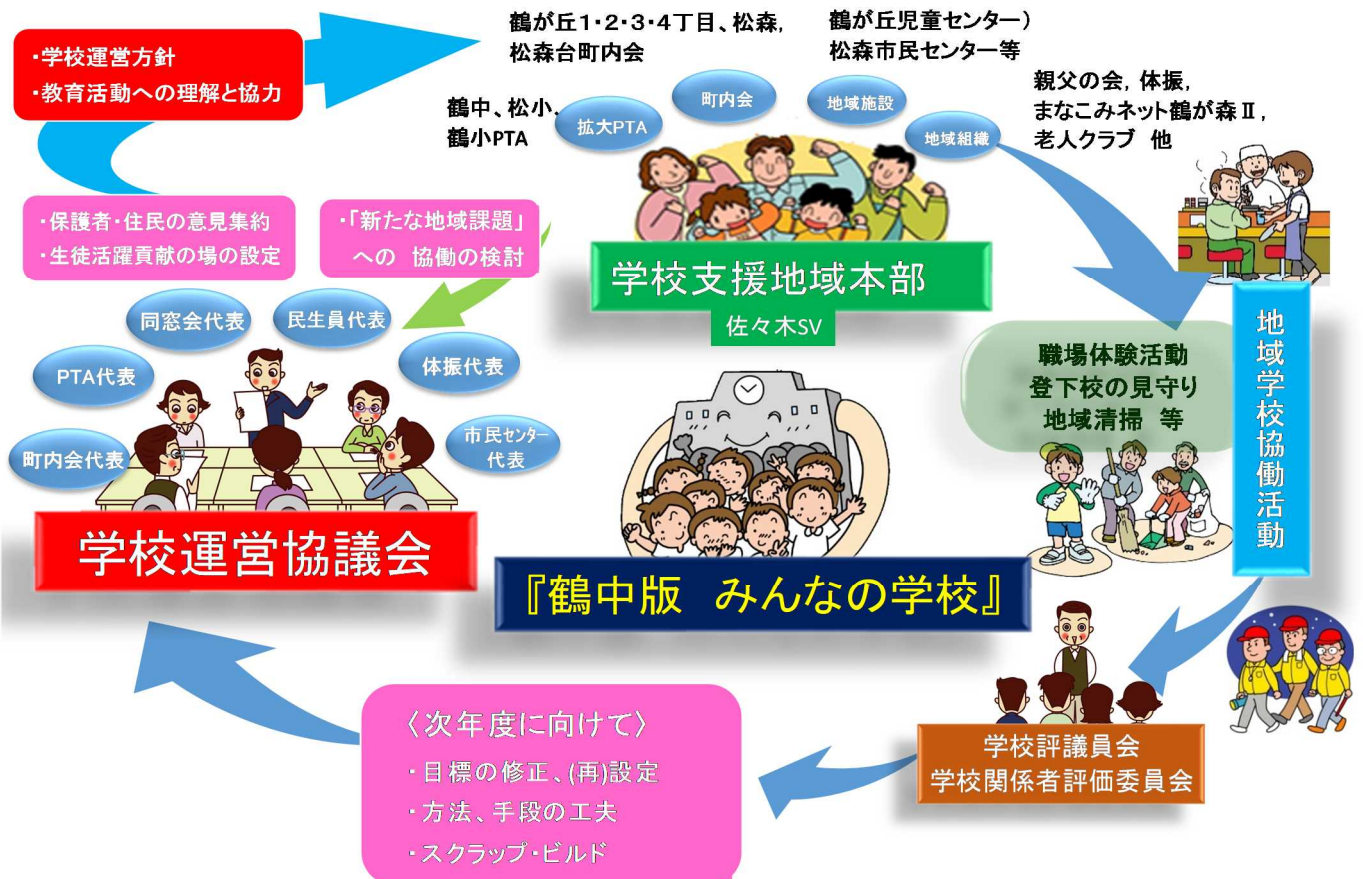 ・学校運営方針
・教育活動への理解と協力
鶴が丘1・2・3・4丁目、松森,
松森台町内会
鶴が丘児童センター)
松森市民センター等
鶴中、松小、
鶴小PTA
拡大PTA
町内会
地域施設
地域組織
親父の会, 体振,
まなこみネット鶴が森Ⅱ,
老人クラブ 他
・保護者・住民の意見集約
・生徒活躍貢献の場の設定
・「新たな地域課題」
への 協働の検討
学校支援地域本部
佐々木SV
同窓会代表
民生員代表
PTA代表
体振代表
町内会代表
市民センター
代表
学校運営協議会
職場体験活動
登下校の見守り
地域清掃 等
地域学校協働活動
『鶴中版 みんなの学校』
学校評議員会
学校関係者評価委員会
〈次年度に向けて〉
・目標の修正、(再)設定
・方法、手段の工夫
・スクラップ・ビルド